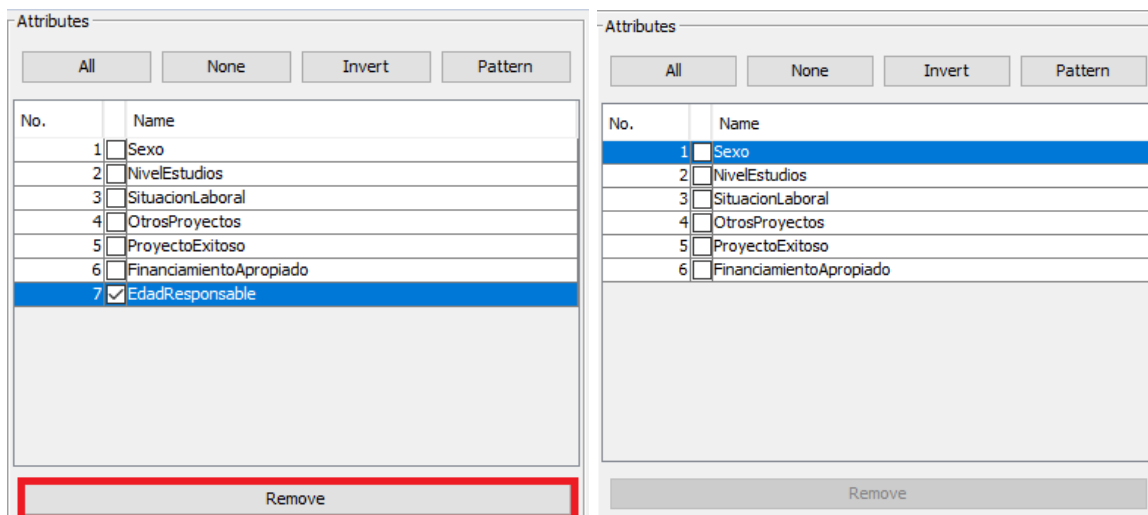 Attributes
All None Invert Pattern
No. Name
1 Sexo
2 NivelEstudios
3 SituacionLaboral
4 OtrosProyectos
5 ProyectoExitoso
6 FinanciamientoApropiado
7 EdadResponsable
Remove
Attributes
All None Invert Pattern
No. Name
1 Sexo
2 NivelEstudios
3 SituacionLaboral
4 OtrosProyectos
5 ProyectoExitoso
6 FinanciamientoApropiado
Remove